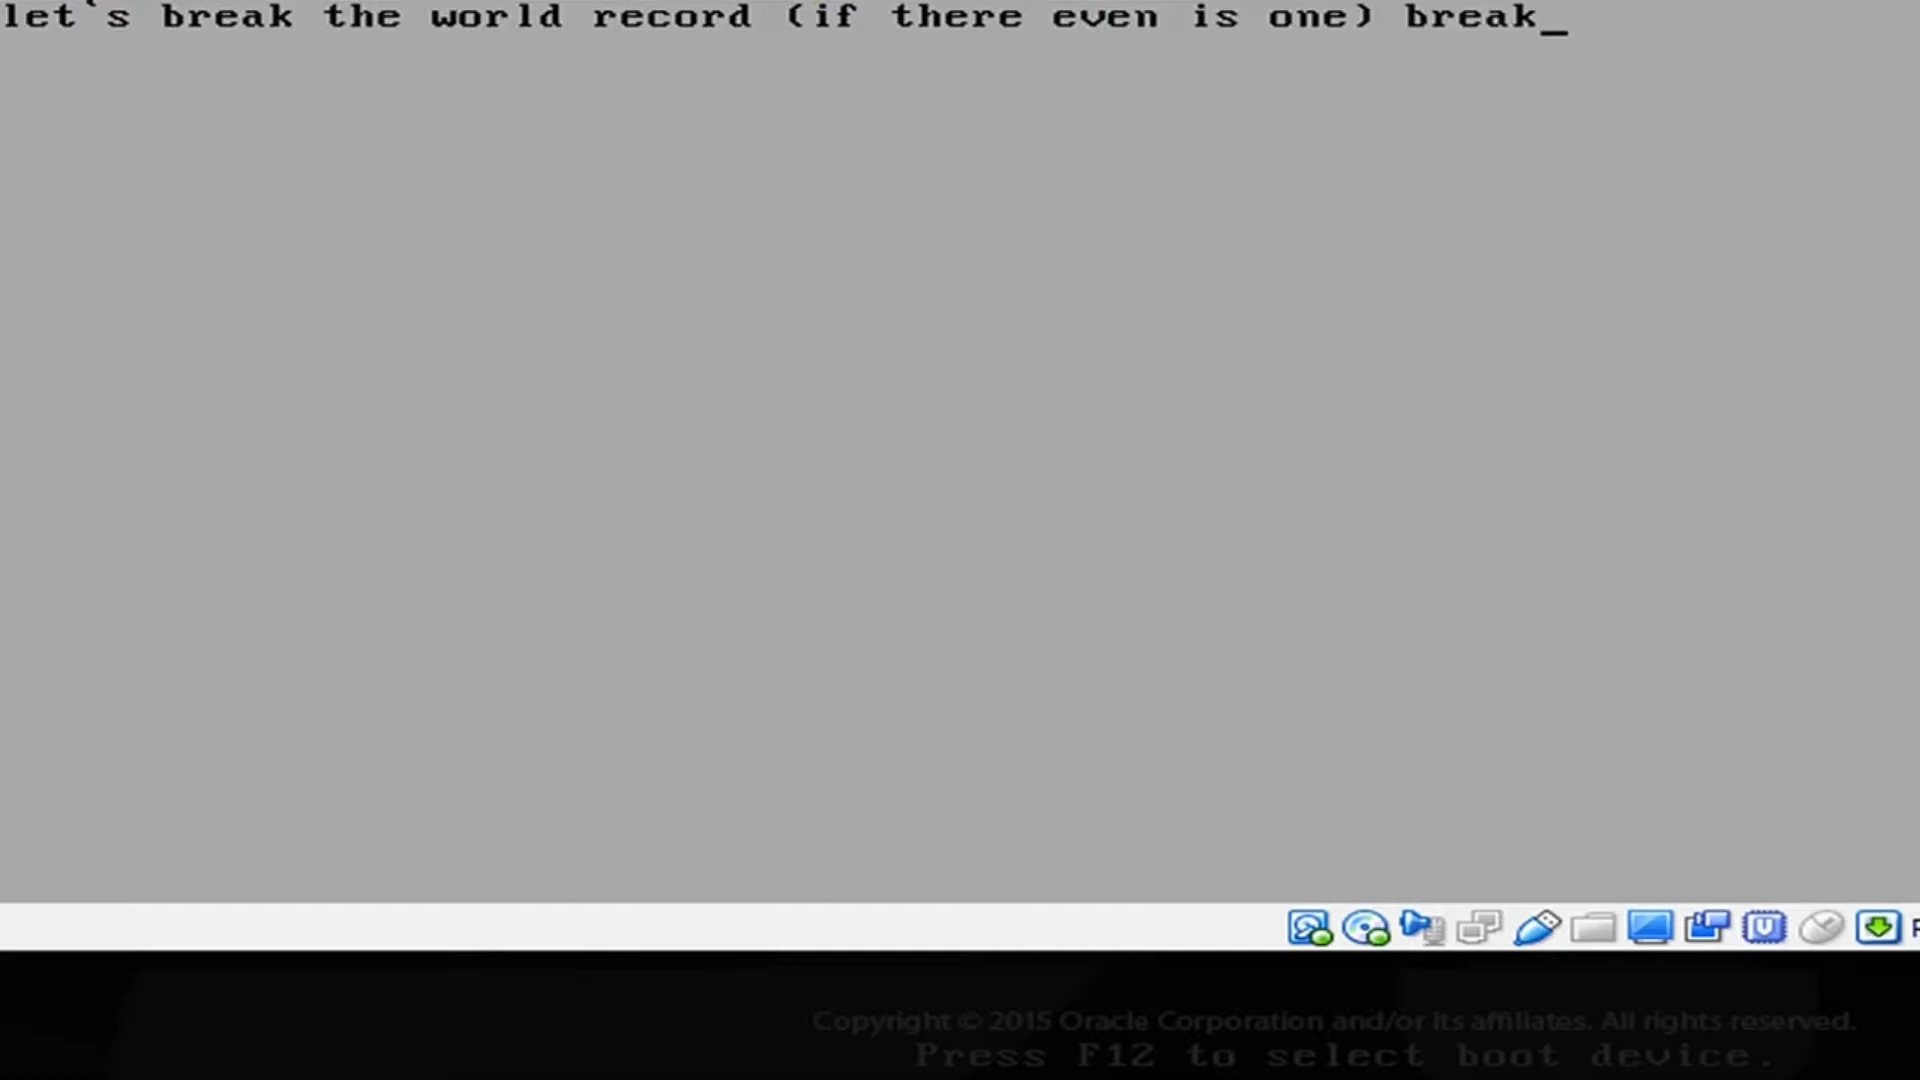 let`s break the world record (if there even is one) break_
Copyright © 2015 Oracle Corporation and/or its affiliates. All rights reserved.
Press F12 to select boot device.